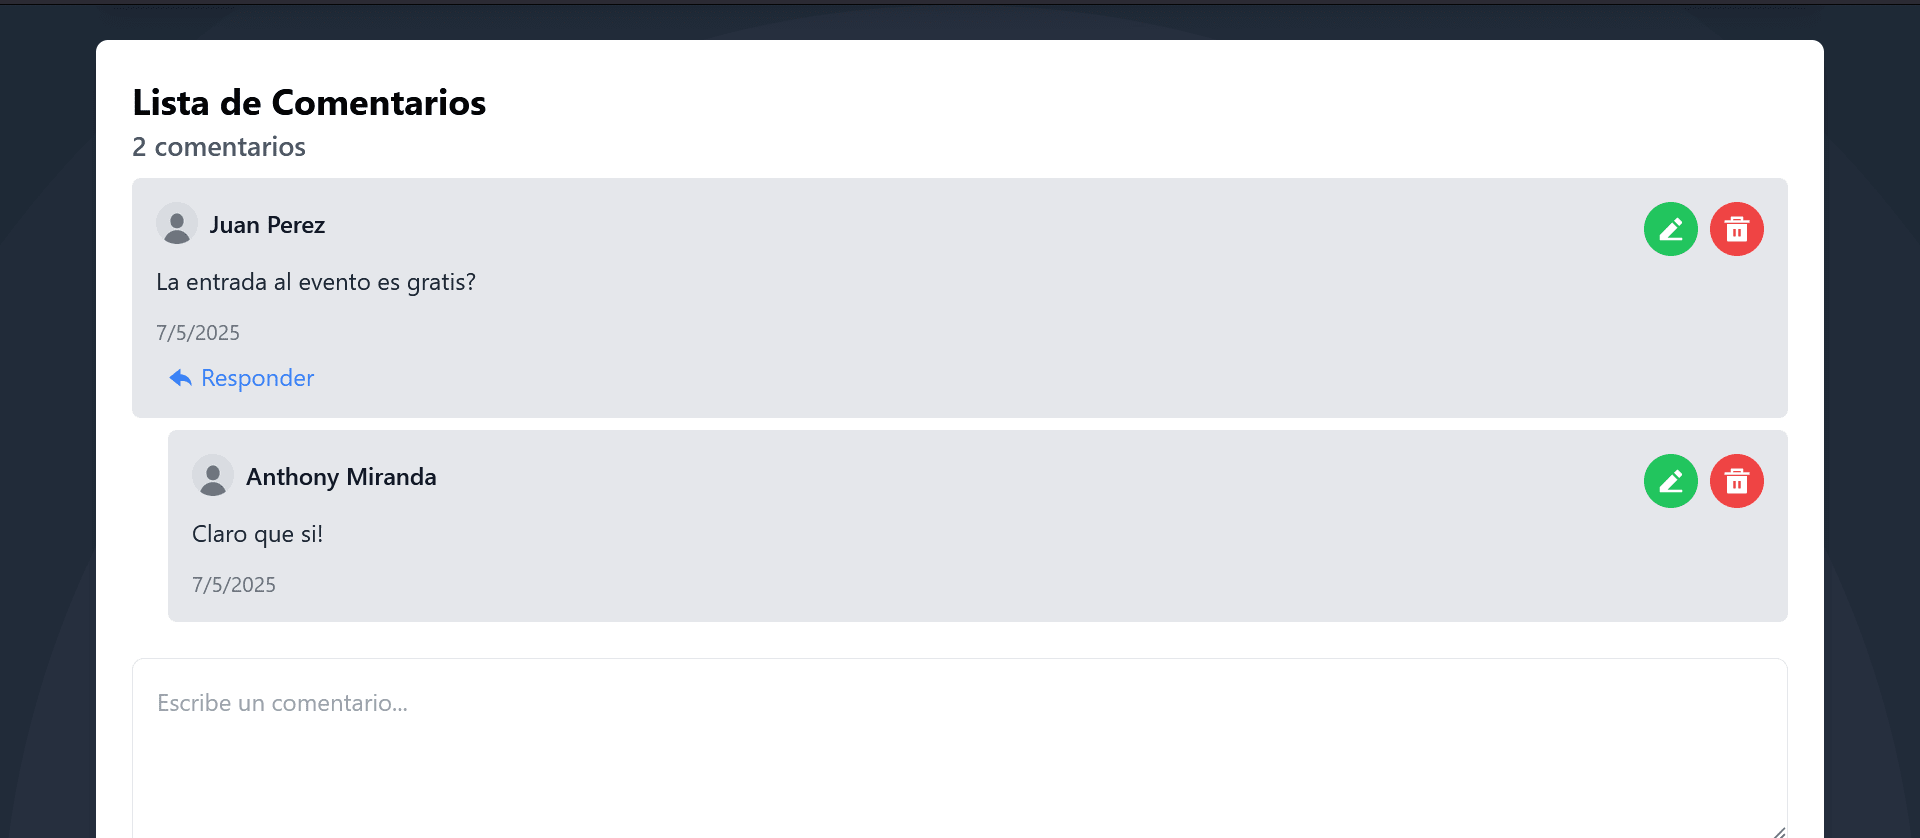 Lista de Comentarios
2 comentarios
Juan Perez
La entrada al evento es gratis?
7/5/2025
Responder
Anthony Miranda
Claro que si!
7/5/2025
Escribe un comentario...